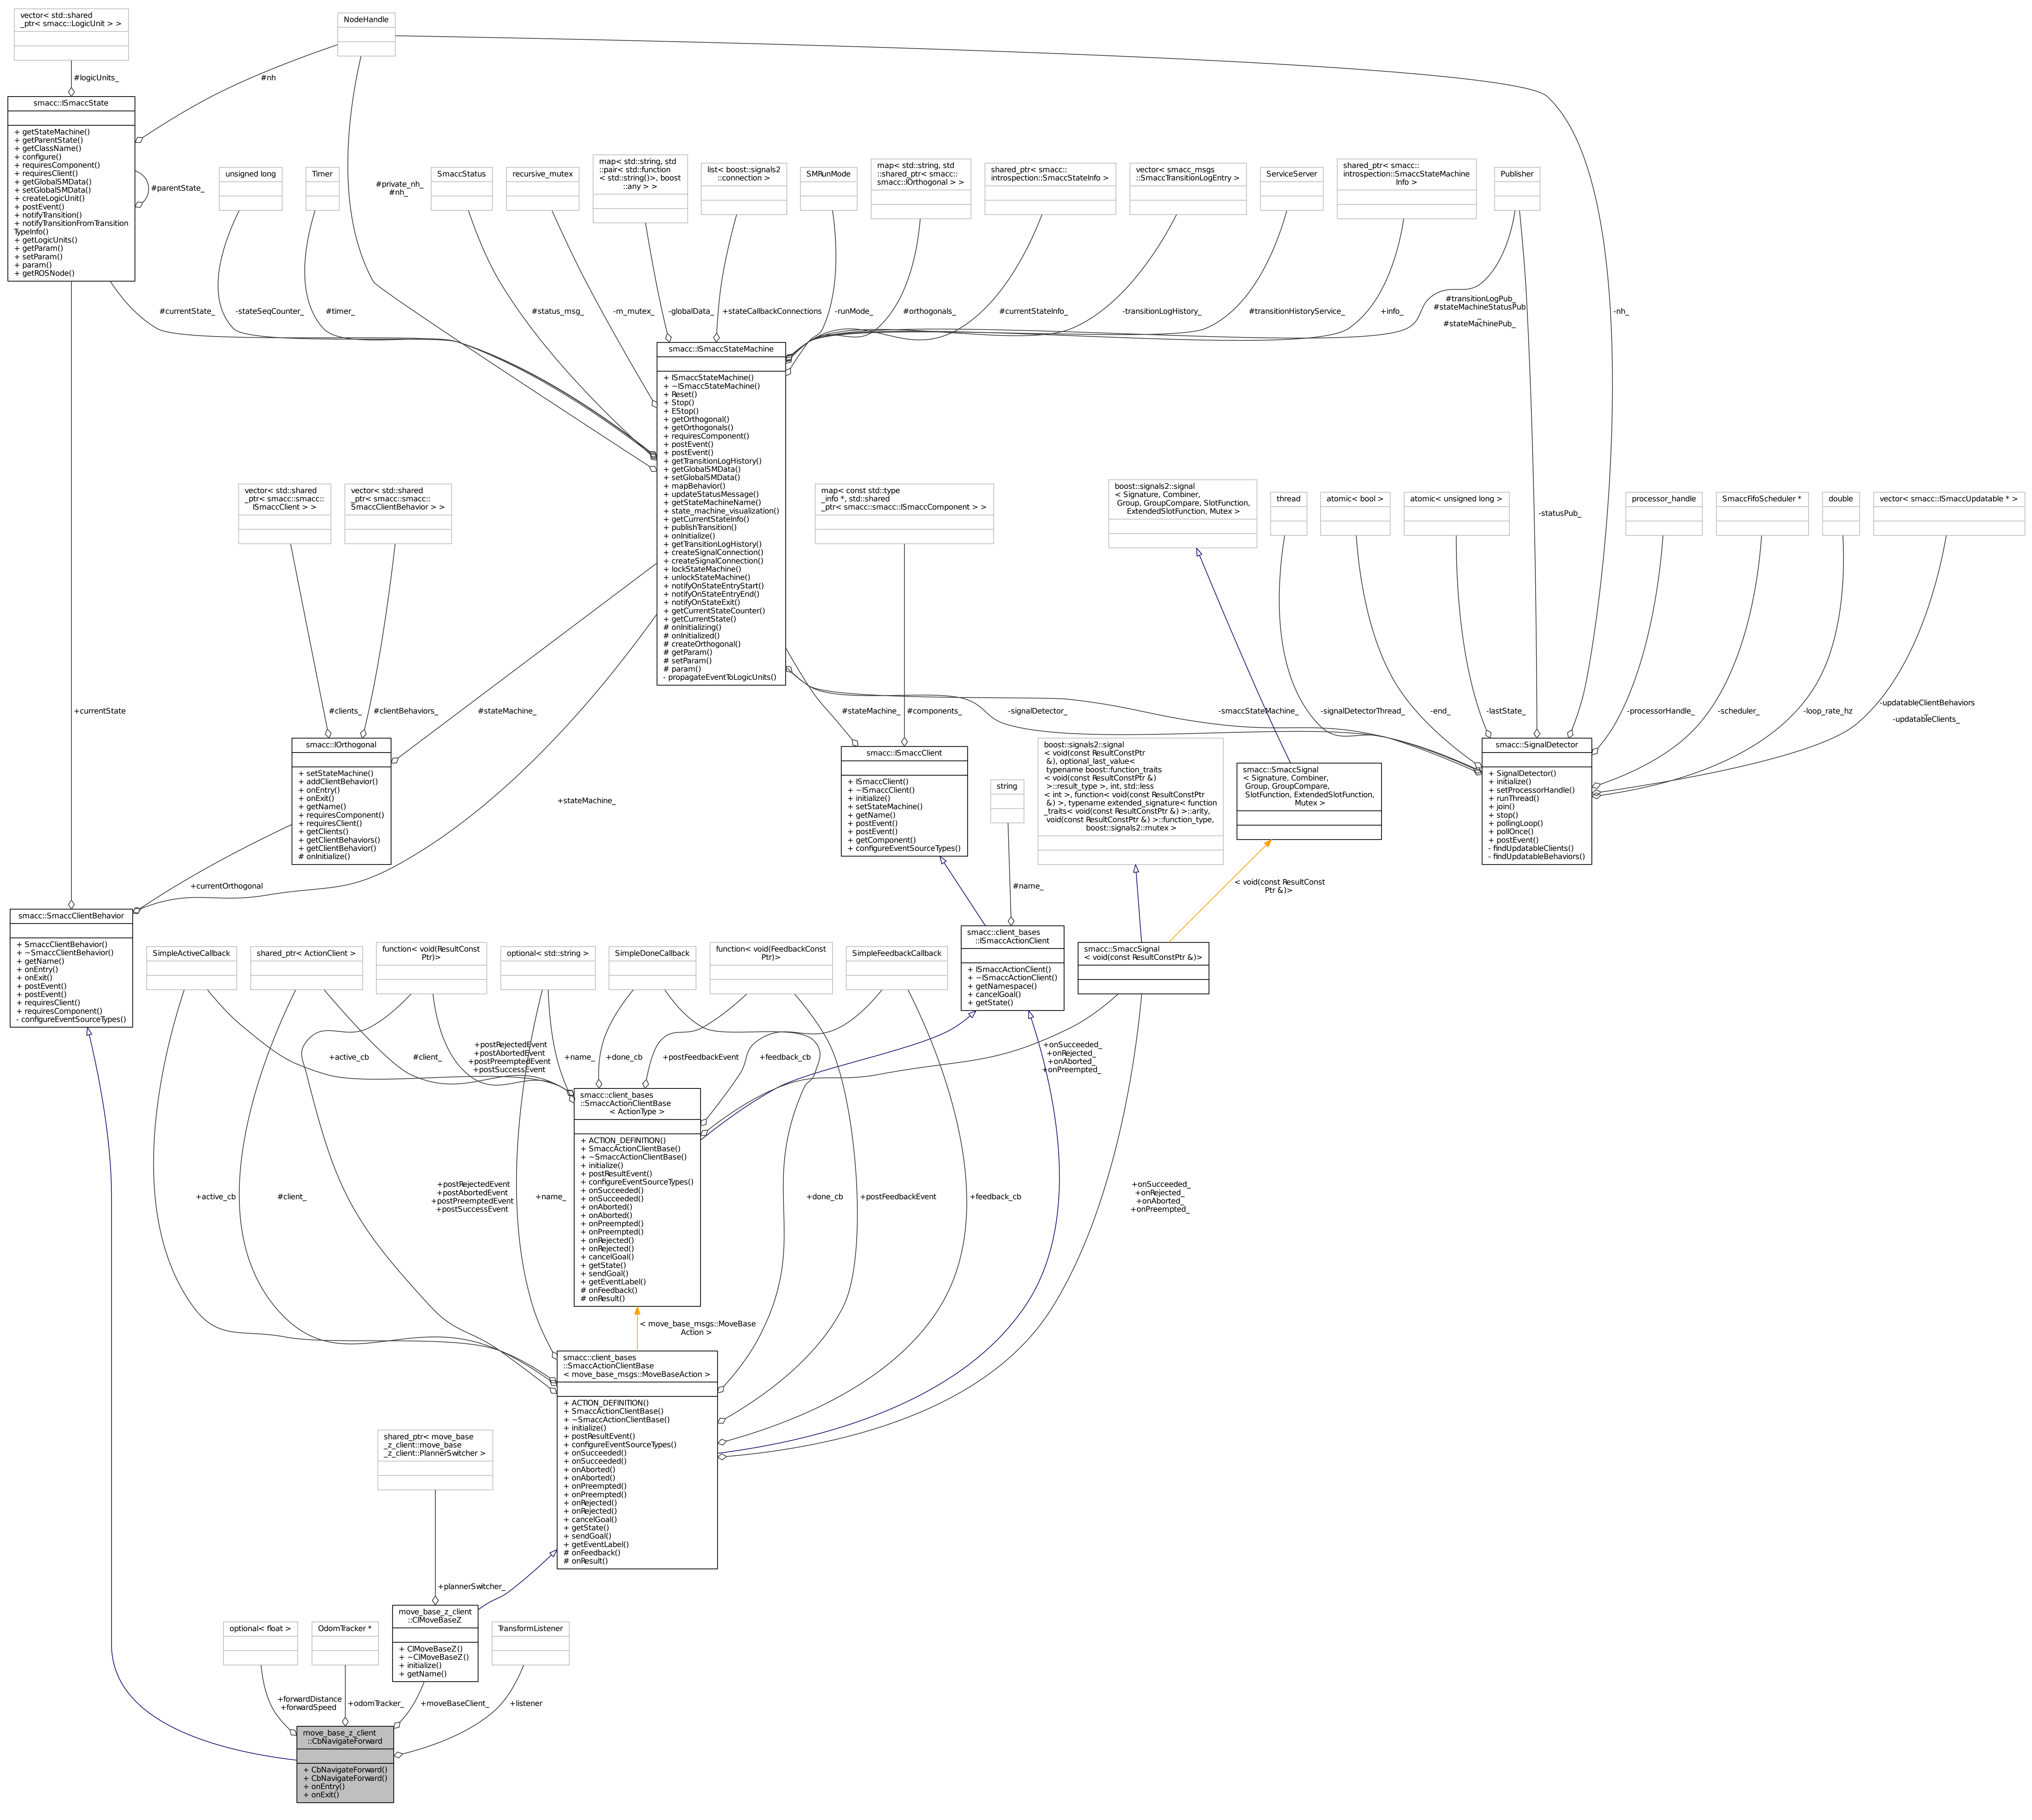 vector< std::shared
_ptr< smacc::LogicUnit > >
NodeHandle
#logicUnits_
#nh
smacc::ISmaccState
+ getStateMachine()
+ getParentState()
+ getClassName()
+ configure()
+ requiresComponent()
+ requiresClient()
+ getGlobalSMData()
+ setGlobalSMData()
+ createLogicUnit()
+ postEvent()
+ notifyTransition()
+ notifyTransitionFromTransition
TypeInfo()
+ getLogicUnits()
+ getParam()
+ setParam()
+ param()
+ getROSNode()
#parentState_
unsigned long
Timer
#private_nh_
#nh_
SmaccStatus
recursive_mutex
map< std::string, std
::pair< std::function
< std::string()>, boost
::any > >
list< boost::signals2
::connection >
SMRunMode
map< std::string, std
::shared_ptr< smacc::
smacc::IOrthogonal > >
shared_ptr< smacc::
introspection::SmaccStateInfo >
vector< smacc_msgs
::SmaccTransitionLogEntry >
ServiceServer
shared_ptr< smacc::
introspection::SmaccStateMachine
Info >
Publisher
#currentState_
-stateSeqCounter_
#timer_
#status_msg_
-m_mutex_
-globalData_
+stateCallbackConnections
-runMode_
#orthogonals_
#currentStateInfo_
-transitionLogHistory_
#transitionHistoryService_
+info_
#transitionLogPub_
#stateMachineStatusPub
_
#stateMachinePub_
-nh_
smacc::ISmaccStateMachine
+ ISmaccStateMachine()
+ ~ISmaccStateMachine()
+ Reset()
+ Stop()
+ EStop()
+ getOrthogonal()
+ getOrthogonals()
+ requiresComponent()
+ postEvent()
+ postEvent()
+ getTransitionLogHistory()
+ getGlobalSMData()
+ setGlobalSMData()
+ mapBehavior()
+ updateStatusMessage()
+ getStateMachineName()
+ state_machine_visualization()
+ getCurrentStateInfo()
+ publishTransition()
+ onInitialize()
+ getTransitionLogHistory()
+ createSignalConnection()
+ createSignalConnection()
+ lockStateMachine()
+ unlockStateMachine()
+ notifyOnStateEntryStart()
+ notifyOnStateEntryEnd()
+ notifyOnStateExit()
+ getCurrentStateCounter()
+ getCurrentState()
# onInitializing()
# onInitialized()
# createOrthogonal()
# getParam()
# setParam()
# param()
- propagateEventToLogicUnits()
vector< std::shared
_ptr< smacc::smacc::
ISmaccClient > >
vector< std::shared
_ptr< smacc::smacc::
SmaccClientBehavior > >
map< const std::type
_info *, std::shared
_ptr< smacc::smacc::ISmaccComponent > >
boost::signals2::signal
< Signature, Combiner,
Group, GroupCompare, SlotFunction,
ExtendedSlotFunction, Mutex >
thread
atomic< bool >
atomic< unsigned long >
processor_handle
SmaccFifoScheduler *
double
vector< smacc::ISmaccUpdatable * >
-statusPub_
+currentState
#clients_
#clientBehaviors_
#stateMachine_
#stateMachine_
#components_
-signalDetector_
-smaccStateMachine_
-signalDetectorThread_
-end_
-lastState_
-processorHandle_
-scheduler_
-loop_rate_hz
-updatableClientBehaviors
_
-updatableClients_
smacc::IOrthogonal
+ setStateMachine()
+ addClientBehavior()
+ onEntry()
+ onExit()
+ getName()
+ requiresComponent()
+ requiresClient()
+ getClients()
+ getClientBehaviors()
+ getClientBehavior()
# onInitialize()
+stateMachine_
smacc::ISmaccClient
+ ISmaccClient()
+ ~ISmaccClient()
+ initialize()
+ setStateMachine()
+ getName()
+ postEvent()
+ postEvent()
+ getComponent()
+ configureEventSourceTypes()
string
boost::signals2::signal
< void(const ResultConstPtr
&), optional_last_value<
typename boost::function_traits
< void(const ResultConstPtr &)
>::result_type >, int, std::less
< int >, function< void(const ResultConstPtr
&) >, typename extended_signature< function
_traits< void(const ResultConstPtr &) >::arity,
void(const ResultConstPtr &) >::function_type,
boost::signals2::mutex >
smacc::SmaccSignal
< Signature, Combiner,
Group, GroupCompare,
SlotFunction, ExtendedSlotFunction,
Mutex >
smacc::SignalDetector
+ SignalDetector()
+ initialize()
+ setProcessorHandle()
+ runThread()
+ join()
+ stop()
+ pollingLoop()
+ pollOnce()
+ postEvent()
- findUpdatableClients()
- findUpdatableBehaviors()
+currentOrthogonal
#name_
< void(const ResultConst
Ptr &)>
smacc::SmaccClientBehavior
+ SmaccClientBehavior()
+ ~SmaccClientBehavior()
+ getName()
+ onEntry()
+ onExit()
+ postEvent()
+ postEvent()
+ requiresClient()
+ requiresComponent()
- configureEventSourceTypes()
SimpleActiveCallback
shared_ptr< ActionClient >
function< void(ResultConst
Ptr)>
optional< std::string >
SimpleDoneCallback
function< void(FeedbackConst
Ptr)>
SimpleFeedbackCallback
smacc::client_bases
::ISmaccActionClient
+ ISmaccActionClient()
+ ~ISmaccActionClient()
+ getNamespace()
+ cancelGoal()
+ getState()
smacc::SmaccSignal
< void(const ResultConstPtr &)>
+active_cb
#client_
+postRejectedEvent
+postAbortedEvent
+postPreemptedEvent
+postSuccessEvent
+name_
+done_cb
+postFeedbackEvent
+feedback_cb
+onSucceeded_
+onRejected_
+onAborted_
+onPreempted_
smacc::client_bases
::SmaccActionClientBase
< ActionType >
+ ACTION_DEFINITION()
+ SmaccActionClientBase()
+ ~SmaccActionClientBase()
+ initialize()
+ postResultEvent()
+ configureEventSourceTypes()
+ onSucceeded()
+ onSucceeded()
+ onAborted()
+ onAborted()
+ onPreempted()
+ onPreempted()
+ onRejected()
+ onRejected()
+ cancelGoal()
+ getState()
+ sendGoal()
+ getEventLabel()
# onFeedback()
# onResult()
+active_cb
#client_
+postRejectedEvent
+postAbortedEvent
+postPreemptedEvent
+postSuccessEvent
+name_
+done_cb
+postFeedbackEvent
+feedback_cb
+onSucceeded_
+onRejected_
+onAborted_
+onPreempted_
< move_base_msgs::MoveBase
Action >
smacc::client_bases
::SmaccActionClientBase
< move_base_msgs::MoveBaseAction >
+ ACTION_DEFINITION()
+ SmaccActionClientBase()
+ ~SmaccActionClientBase()
+ initialize()
+ postResultEvent()
+ configureEventSourceTypes()
+ onSucceeded()
+ onSucceeded()
+ onAborted()
+ onAborted()
+ onPreempted()
+ onPreempted()
+ onRejected()
+ onRejected()
+ cancelGoal()
+ getState()
+ sendGoal()
+ getEventLabel()
# onFeedback()
# onResult()
shared_ptr< move_base
_z_client::move_base
_z_client::PlannerSwitcher >
+plannerSwitcher_
optional< float >
OdomTracker *
move_base_z_client
::ClMoveBaseZ
+ ClMoveBaseZ()
+ ~ClMoveBaseZ()
+ initialize()
+ getName()
TransformListener
+forwardDistance
+forwardSpeed
+odomTracker_
+moveBaseClient_
+listener
move_base_z_client
::CbNavigateForward
+ CbNavigateForward()
+ CbNavigateForward()
+ onEntry()
+ onExit()